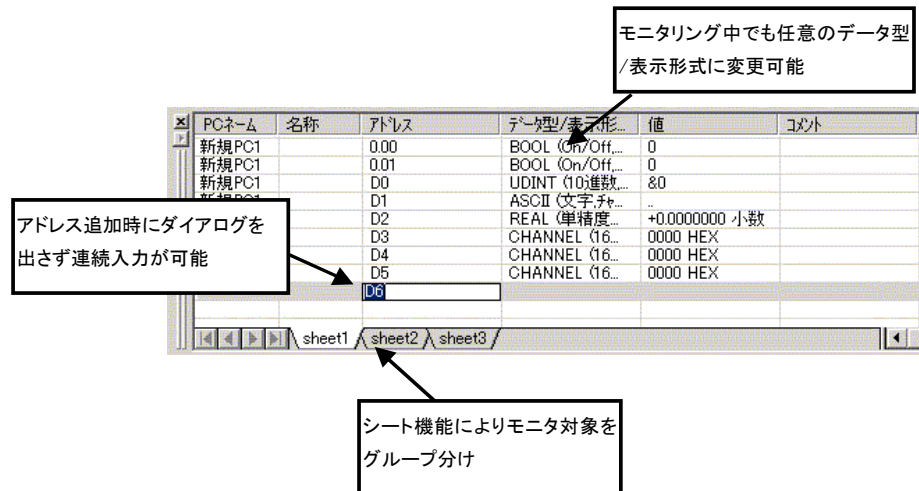 モニタリング中でも任意のデータ型
/表示形式に変更可能
PCネーム 名称 アドレス データ型/表示形... 値 コメント
新規PC1 0.00 BOOL (On/Off,... 0
新規PC1 0.01 BOOL (On/Off,... 0
新規PC1 D0 UDINT (10進数,... &0
D1 ASCII (文字,チャ... ..
D2 REAL (単精度... +0.0000000 小数
D3 CHANNEL (16... 0000 HEX
D4 CHANNEL (16... 0000 HEX
D5 CHANNEL (16... 0000 HEX
D6
アドレス追加時にダイアログを
出さず連続入力が可能
sheet1 sheet2 sheet3
シート機能によりモニタ対象を
グループ分け